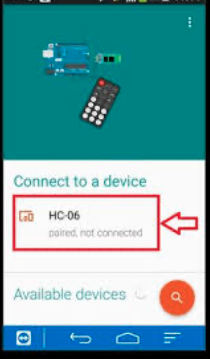 Connect to a device
HC-06
paired, not connected
Available devices